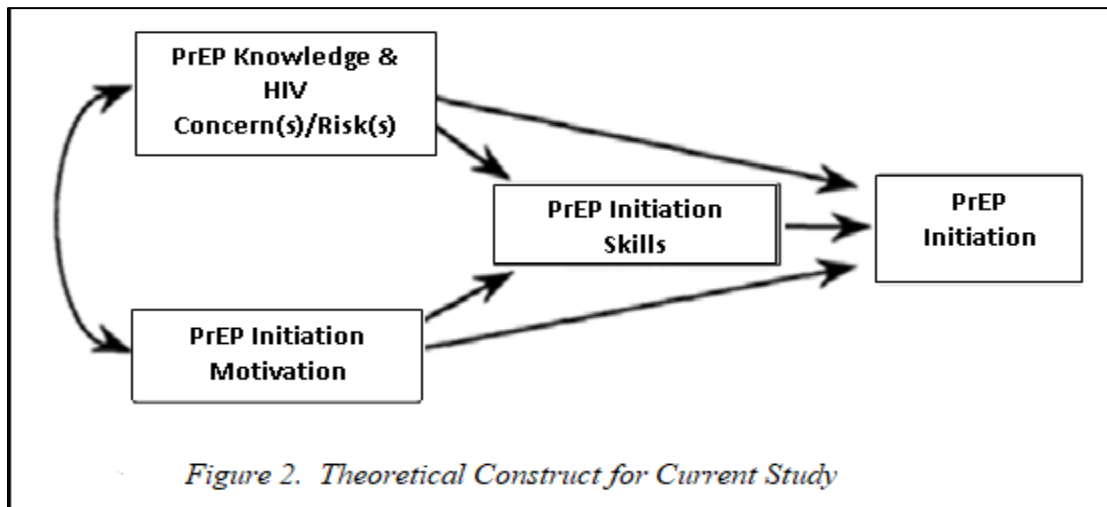 PrEP Knowledge &
HIV
Concern(s)/Risk(s)
PrEP Initiation
Skills
PrEP
Initiation
PrEP Initiation
Motivation
Figure 2. Theoretical Construct for Current Study